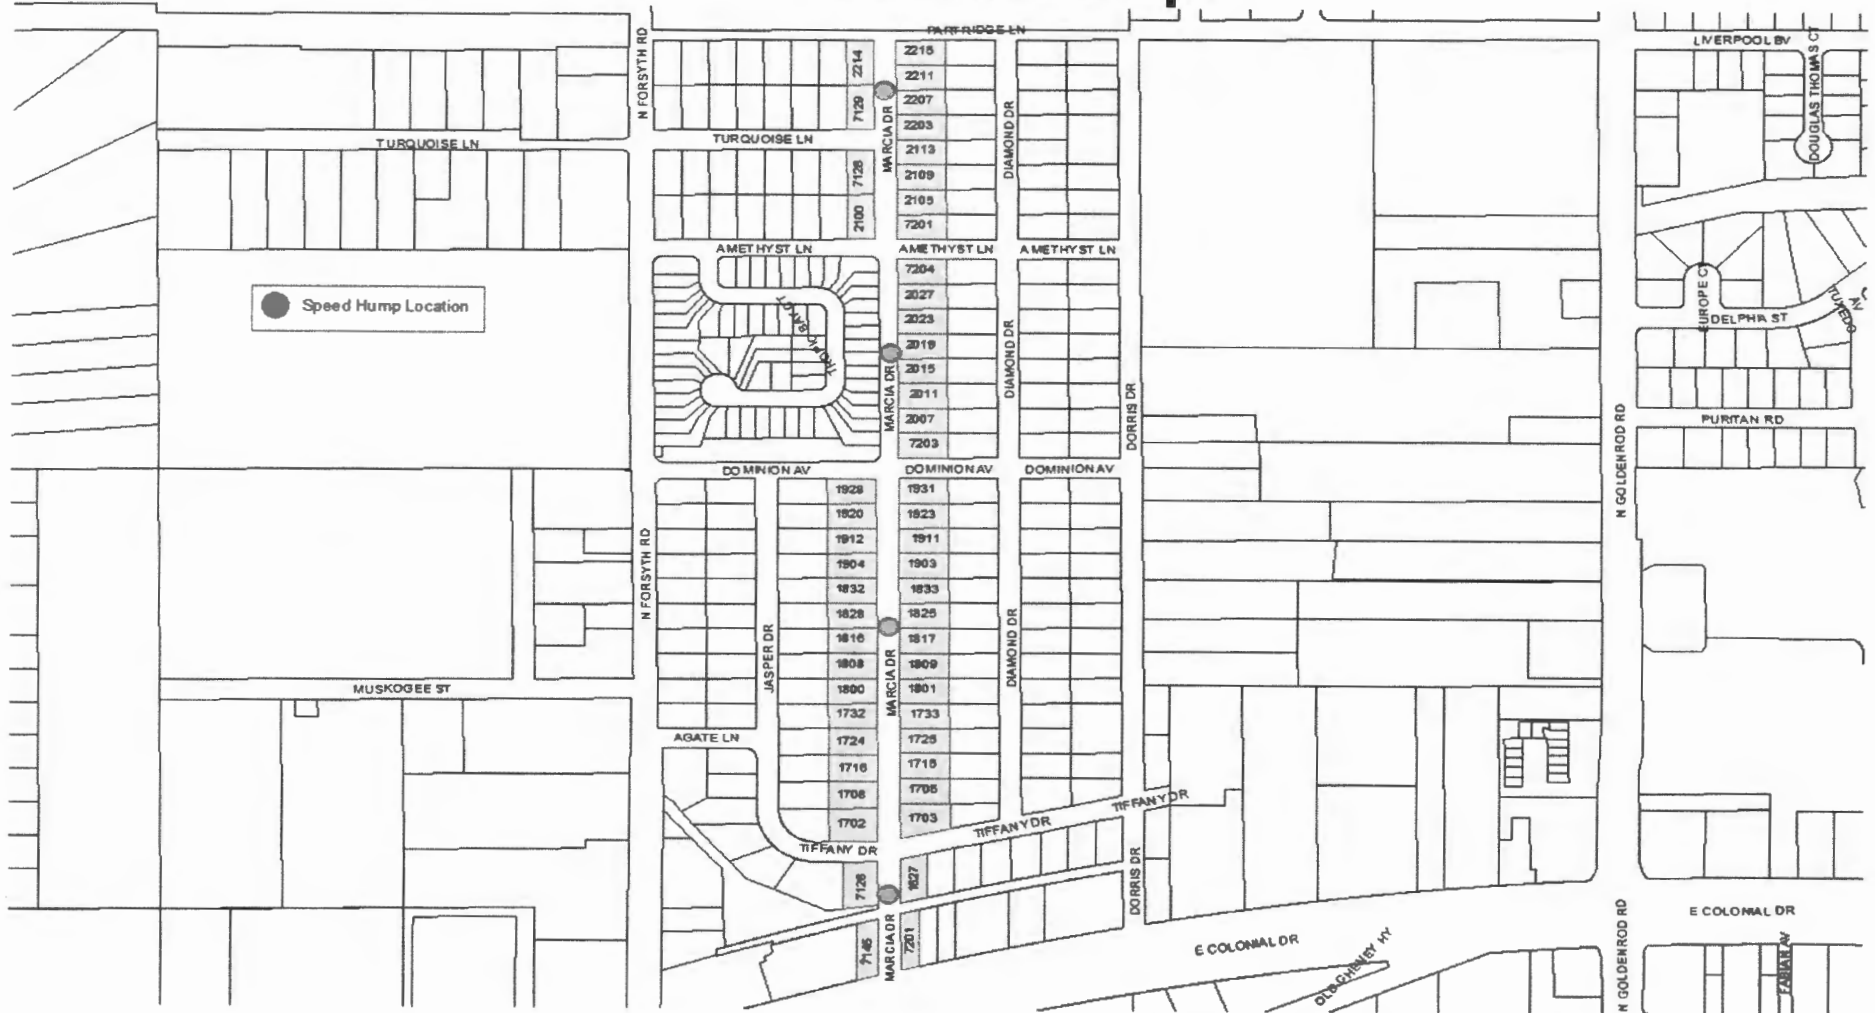 PARTRIDGE LN
LIVERPOOL BV
DOUGLAS THOMAS CT
N FORSYTH RD
2214
2215
2211
7129
2207
MARCIA DR
DIAMOND DR
2203
TURQUOISE LN
TURQUOISE LN
2113
7128
2109
2100
2105
7201
AMETHYST LN
AMETHYST LN
AMETHYST LN
7204
2027
Speed Hump Location
TROPIC BAY CT
EUROPE CT
DELPHIA ST
TUXEDO AV
2023
2019
DIAMOND DR
2015
MARCIA DR
2011
DORRIS DR
2007
PURITAN RD
7203
N GOLDENROD RD
DOMINION AV
DOMINION AV
DOMINION AV
1928
1931
1920
1923
1912
1911
N FORSYTH RD
1904
1903
1832
1833
1828
1825
1816
1817
JASPER DR
MARCIA DR
DIAMOND DR
1808
1809
MUSKOGEE ST
1800
1801
1732
1733
AGATE LN
1724
1725
1716
1715
1708
1705
TIFFANY DR
1702
1703
TIFFANY DR
TIFFANY DR
7126
1627
DORRIS DR
E COLONIAL DR
7145
MARCIA DR
7201
E COLONIAL DR
OLD CHENEY HY
N GOLDENROD RD
FABIAN AV